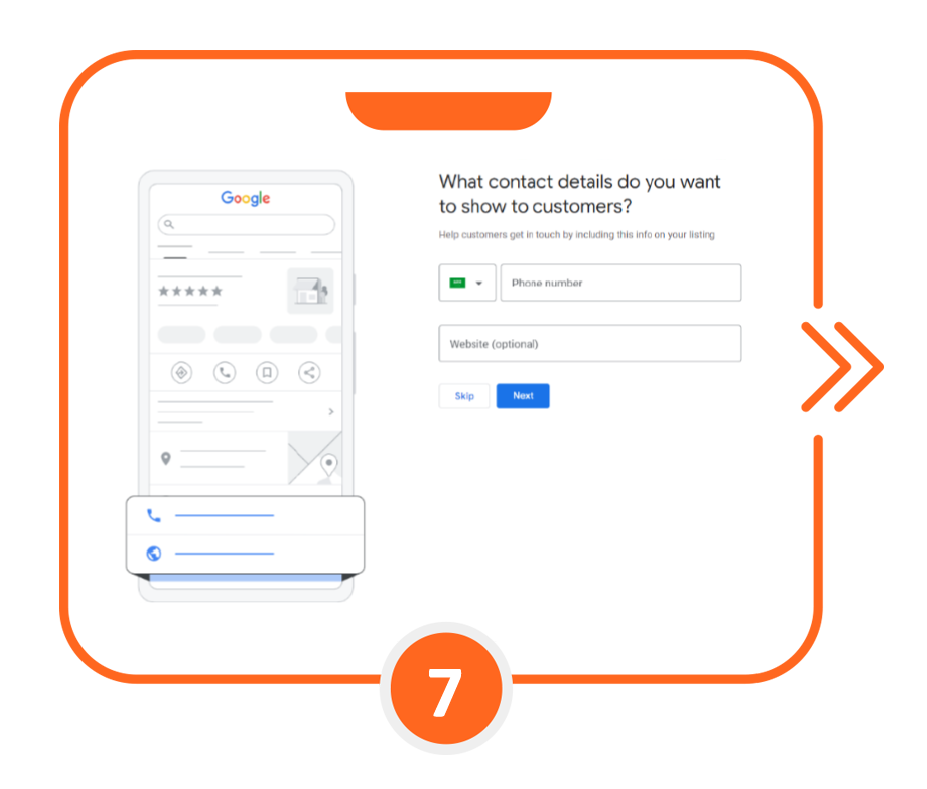 Google
What contact details do you want
to show to customers?
Help customers get in touch by including this info on your listing
Phone number
Website (optional)
Skip
Next
7